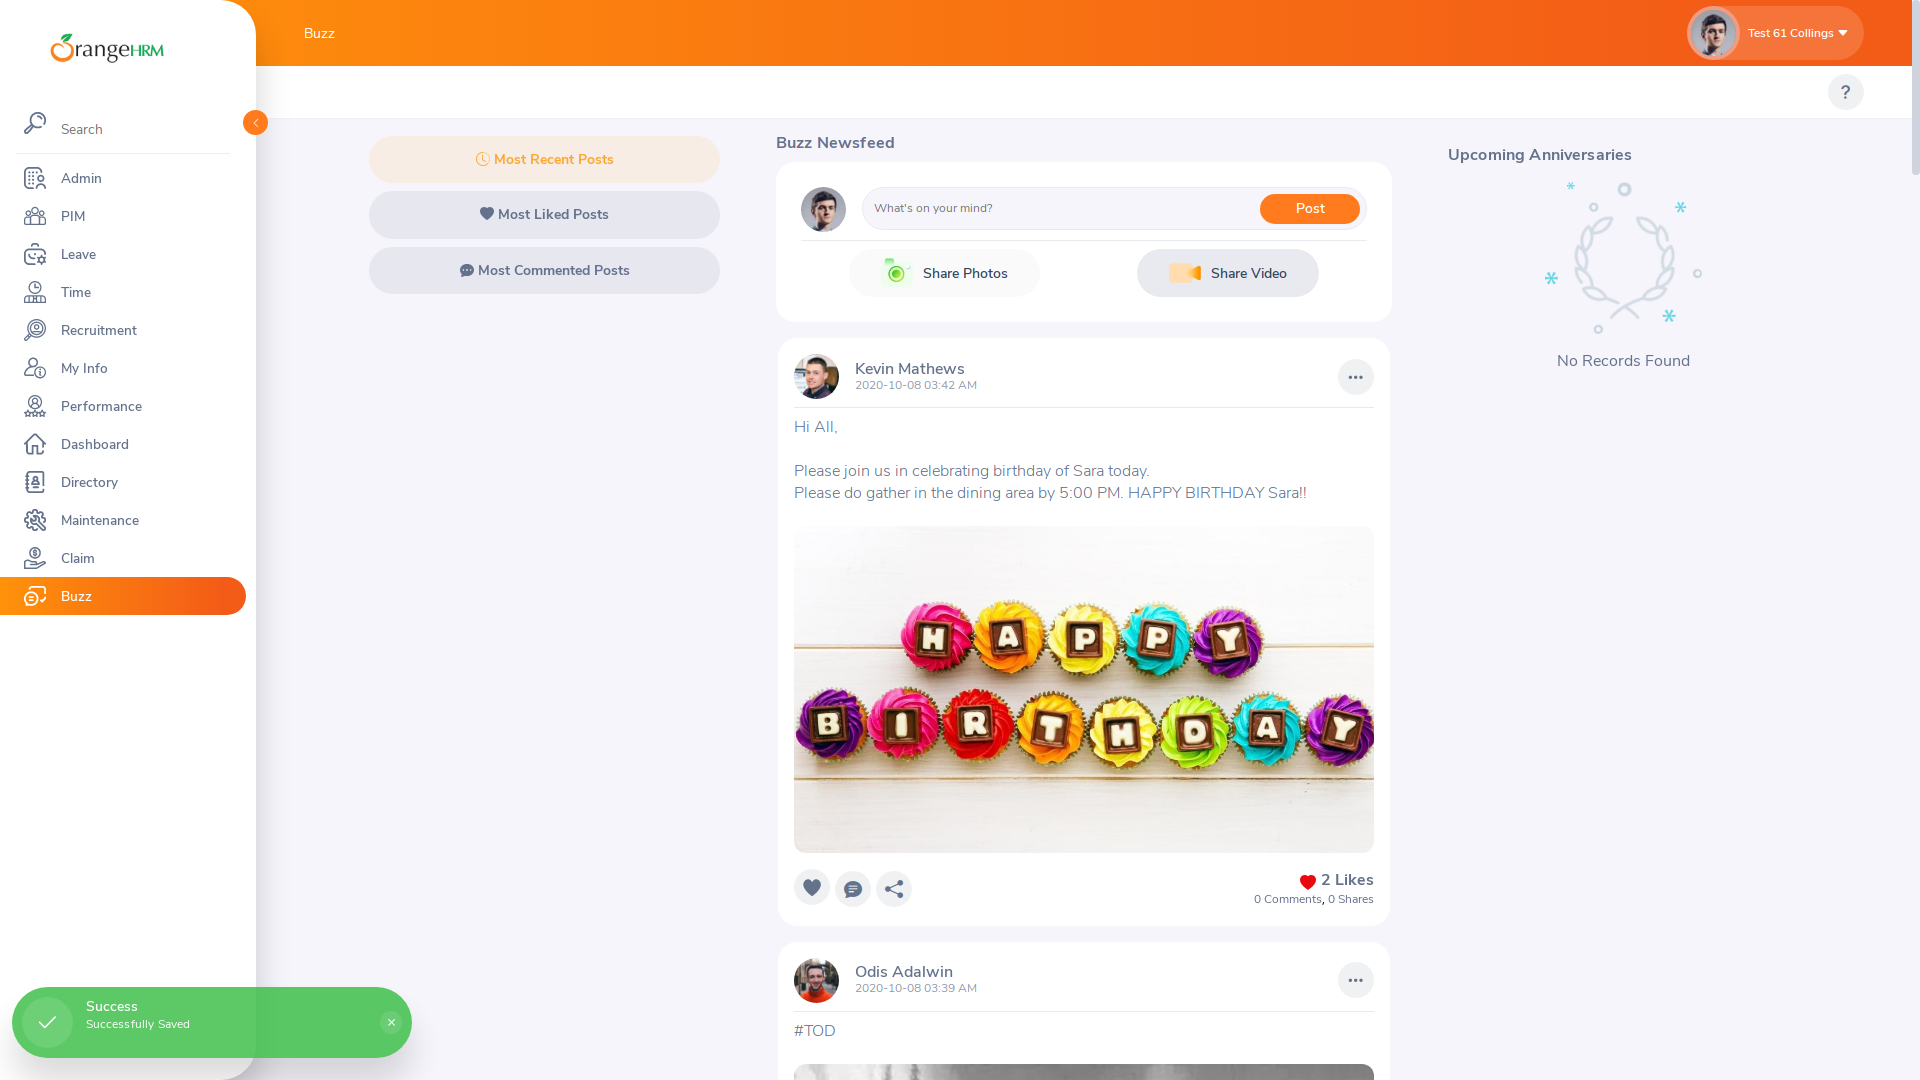 OrangeHRM
Buzz
Test 61 Collings
?
Search
Admin
PIM
Leave
Time
Recruitment
My Info
Performance
Dashboard
Directory
Maintenance
Claim
Buzz
Most Recent Posts
Most Liked Posts
Most Commented Posts
Buzz Newsfeed
What's on your mind?
Post
Share Photos
Share Video
Kevin Mathews
2020-10-08 03:42 AM
Hi All,
Please join us in celebrating birthday of Sara today.
Please do gather in the dining area by 5:00 PM. HAPPY BIRTHDAY Sara!!
HAPPY
BIRTHDAY
2 Likes
0 Comments, 0 Shares
Odis Adalwin
2020-10-08 03:39 AM
#TOD
Upcoming Anniversaries
No Records Found
Success
Successfully Saved